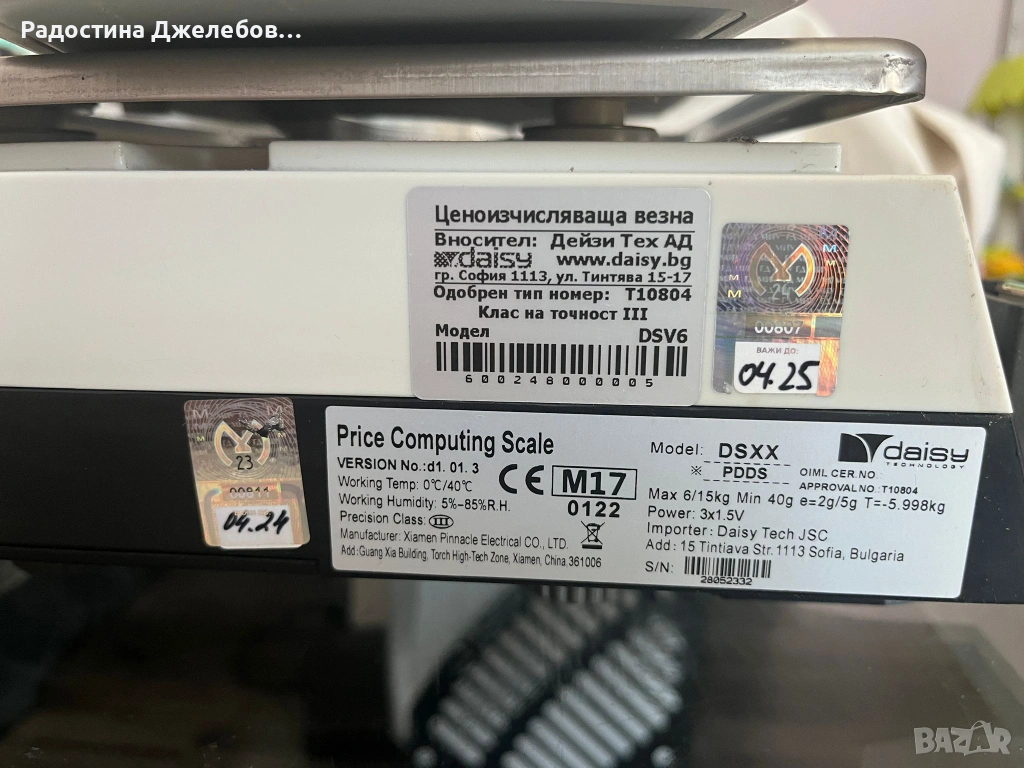 Радостина Джелебов...
Ценоизчисляваща везна
Вносител: Дейзи Тех АД
daisy www.daisy.bg
гр. София 1113, ул. Тинтява 15-17
Одобрен тип номер: T10804
Клас на точност III
Модел DSV6
600248000005
M
24
00807
ВАЖИ ДО:
04.25
M
23
00811
04.24
Price Computing Scale
VERSION No.:d1. 01. 3
Working Temp: 0℃/40℃
Working Humidity: 5%-85%R.H.
Precision Class: III
Manufacturer: Xiamen Pinnacle Electrical CO., LTD.
Add: Guang Xia Building, Torch High-Tech Zone, Xiamen, China.361006
CE M17
0122
Model: DSXX
※ PDDS
daisy
TECHNOLOGY
OIML CER.NO
APPROVAL NO.: T10804
Max 6/15kg Min 40g e=2g/5g T=-5.998kg
Power: 3x1.5V
Importer: Daisy Tech JSC
Add: 15 Tintiava Str. 1113 Sofia, Bulgaria
S/N:
28052332
BAZAR